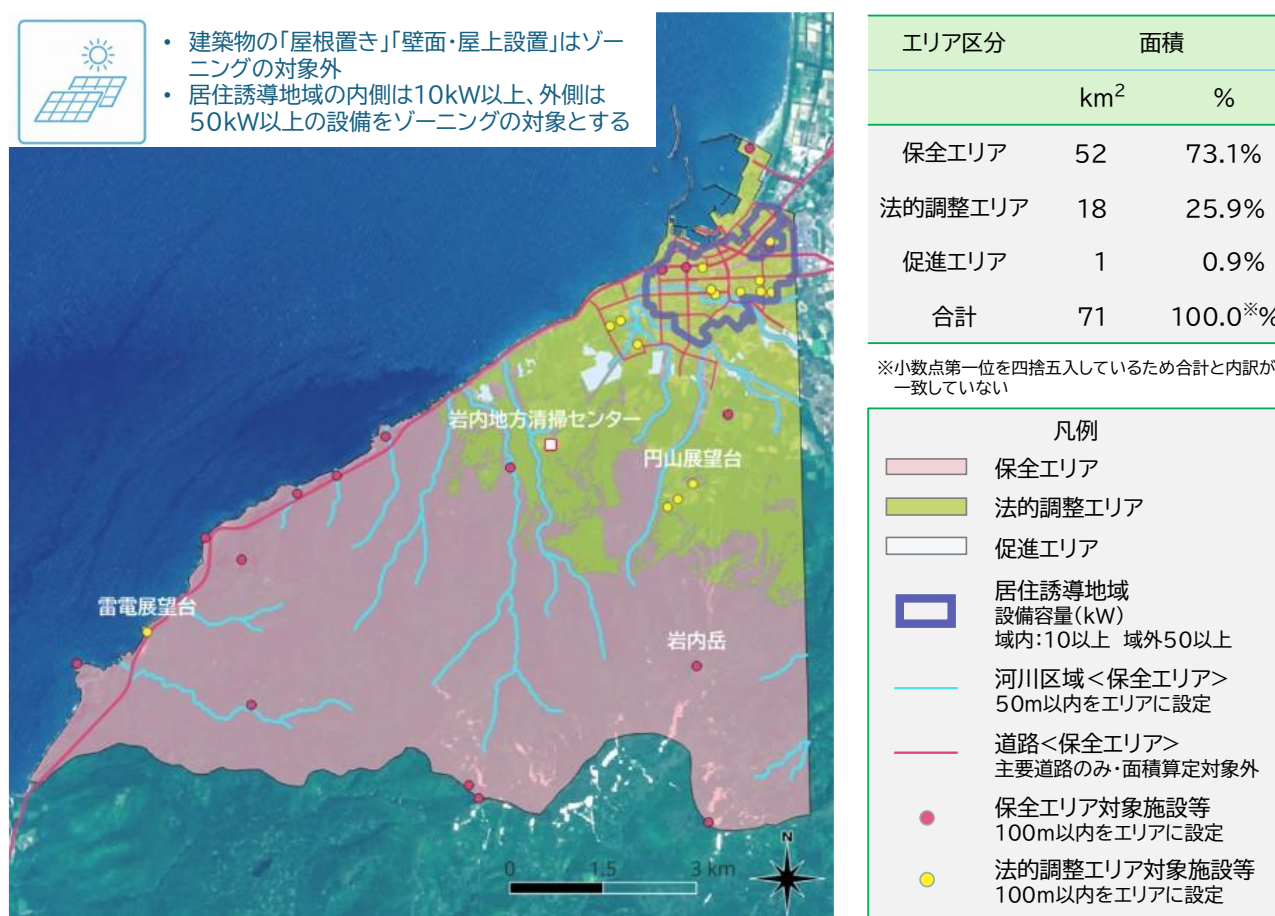 • 建築物の「屋根置き」「壁面・屋上設置」はゾー
ニングの対象外
• 居住誘導地域の内側は10kW以上、外側は
50kW以上の設備をゾーニングの対象とする
岩内地方清掃センター
円山展望台
雷電展望台
岩内岳
0 1.5 3 km
N
エリア区分 面積
km² %
保全エリア 52 73.1%
法的調整エリア 18 25.9%
促進エリア 1 0.9%
合計 71 100.0※%
※小数点第一位を四捨五入しているため合計と内訳が
一致していない
凡例
保全エリア
法的調整エリア
促進エリア
居住誘導地域
設備容量(kW)
域内:10以上 域外50以上
河川区域<保全エリア>
50m以内をエリアに設定
道路<保全エリア>
主要道路のみ・面積算定対象外
保全エリア対象施設等
100m以内をエリアに設定
法的調整エリア対象施設等
100m以内をエリアに設定